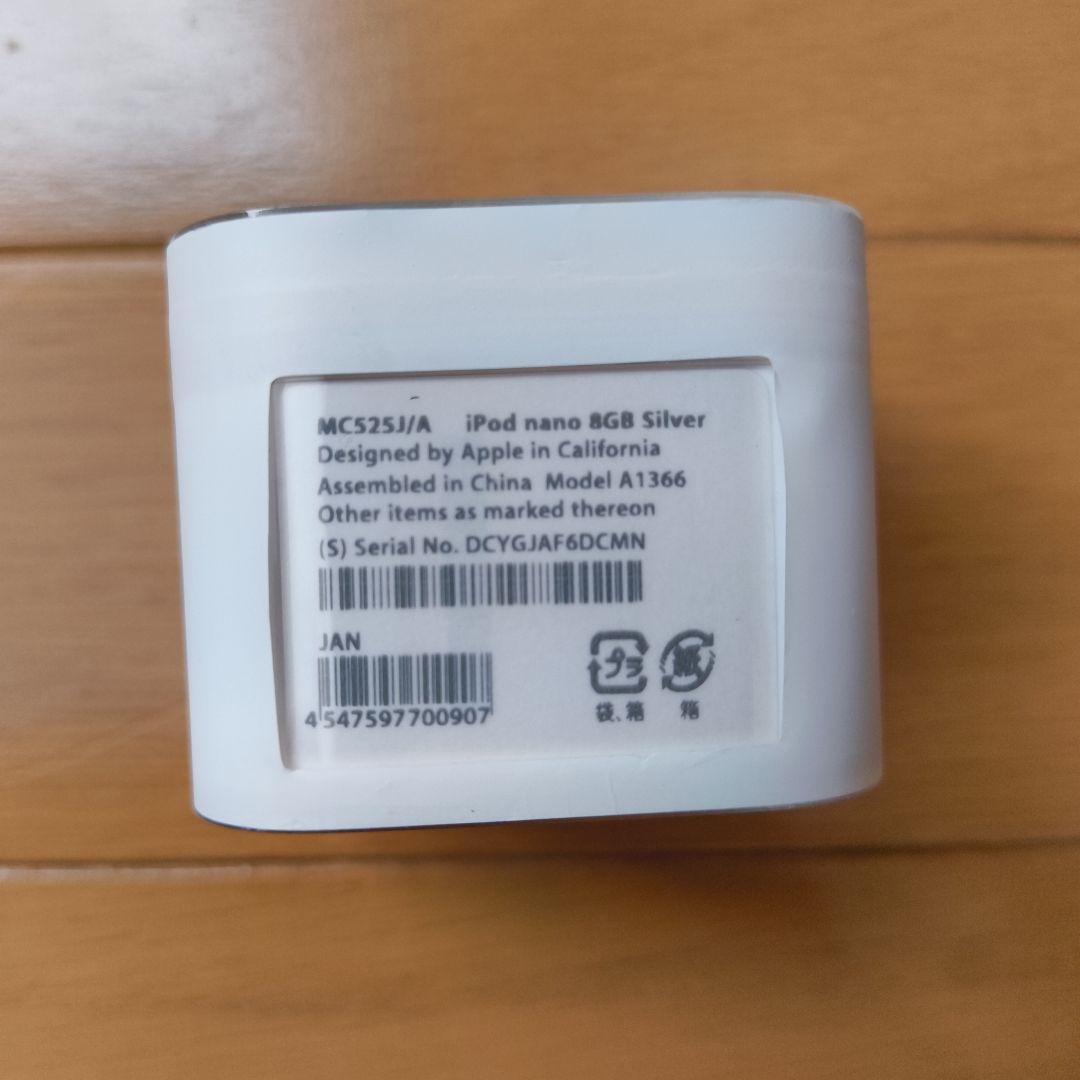 MC525J/A iPod nano 8GB Silver
Designed by Apple in California
Assembled in China Model A1366
Other items as marked thereon
(S) Serial No. DCYGJAF6DCMN
JAN
4547597700907
プラ 紙
袋、箱 箱